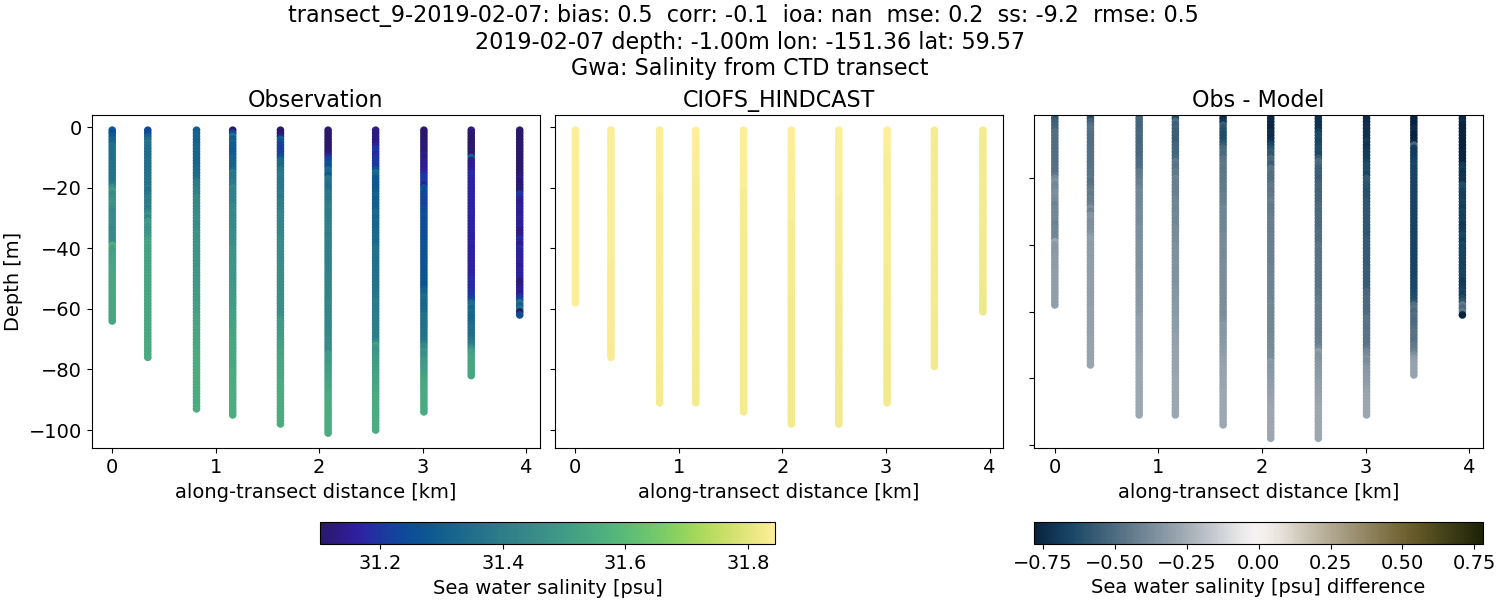 transect_9-2019-02-07: bias: 0.5  corr: -0.1  ioa: nan  mse: 0.2  ss: -9.2  rmse: 0.5
2019-02-07 depth: -1.00m lon: -151.36 lat: 59.57
Gwa: Salinity from CTD transect
Observation
CIOFS_HINDCAST
Obs - Model
Depth [m]
0
−20
−40
−60
−80
−100
0 1 2 3 4
0 1 2 3 4
0 1 2 3 4
along-transect distance [km]
along-transect distance [km]
along-transect distance [km]
31.2 31.4 31.6 31.8
Sea water salinity [psu]
−0.75 −0.50 −0.25 0.00 0.25 0.50 0.75
Sea water salinity [psu] difference